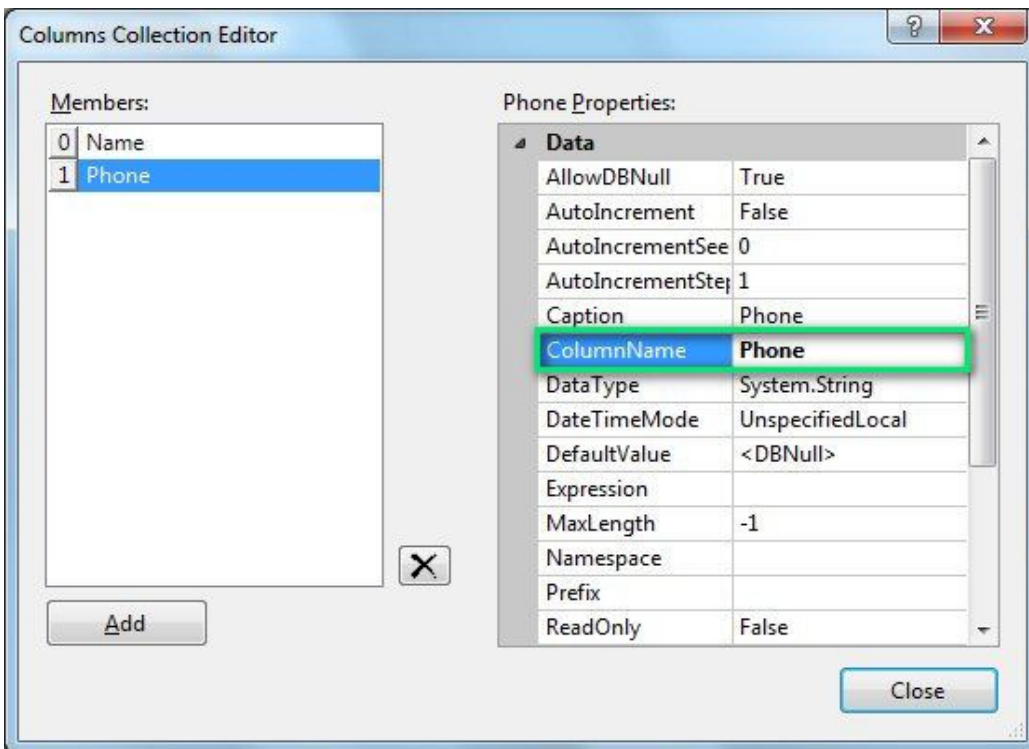 Columns Collection Editor
Members:
0 Name
1 Phone
Add
Phone Properties:
Data
AllowDBNull True
AutoIncrement False
AutoIncrementSee 0
AutoIncrementStep 1
Caption Phone
ColumnName Phone
DataType System.String
DateTimeMode UnspecifiedLocal
DefaultValue <DBNull>
Expression
MaxLength -1
Namespace
Prefix
ReadOnly False
Close